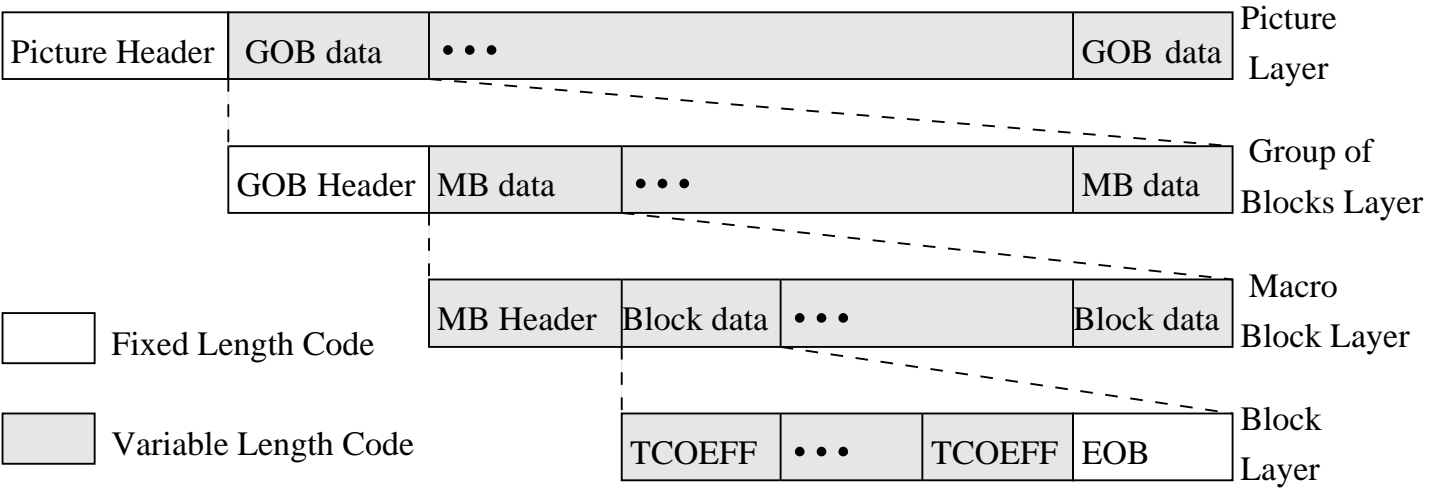 Picture Header GOB data ••• GOB data Picture
Layer
GOB Header MB data ••• MB data Group of
Blocks Layer
MB Header Block data ••• Block data Macro
Block Layer
Fixed Length Code
TCOEFF ••• TCOEFF EOB Block
Layer
Variable Length Code